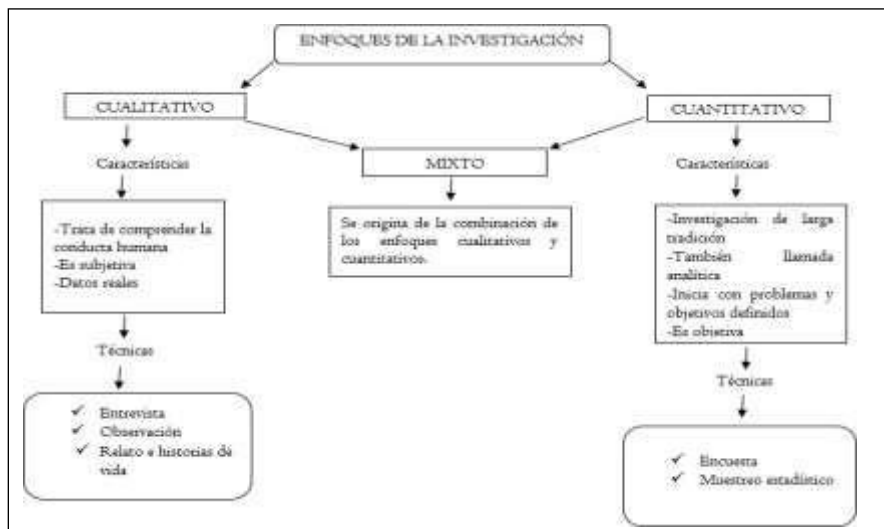 ENFOQUES DE LA INVESTIGACIÓN
CUALITATIVO
CUANTITATIVO
MIXTO
Características
Características
-Trata de comprender la
conducta humana
-Es subjetiva
-Datos reales
Se origina de la combinación de
los enfoques cualitativos y
cuantitativos.
-Investigación de larga
tradición
-También llamada
analítica
-Inicia con problemas y
objetivos definidos
-Es objetiva
Técnicas
Técnicas
✓ Entrevista
✓ Observación
✓ Relato e historias de
vida
✓ Encuesta
✓ Muestreo estadístico